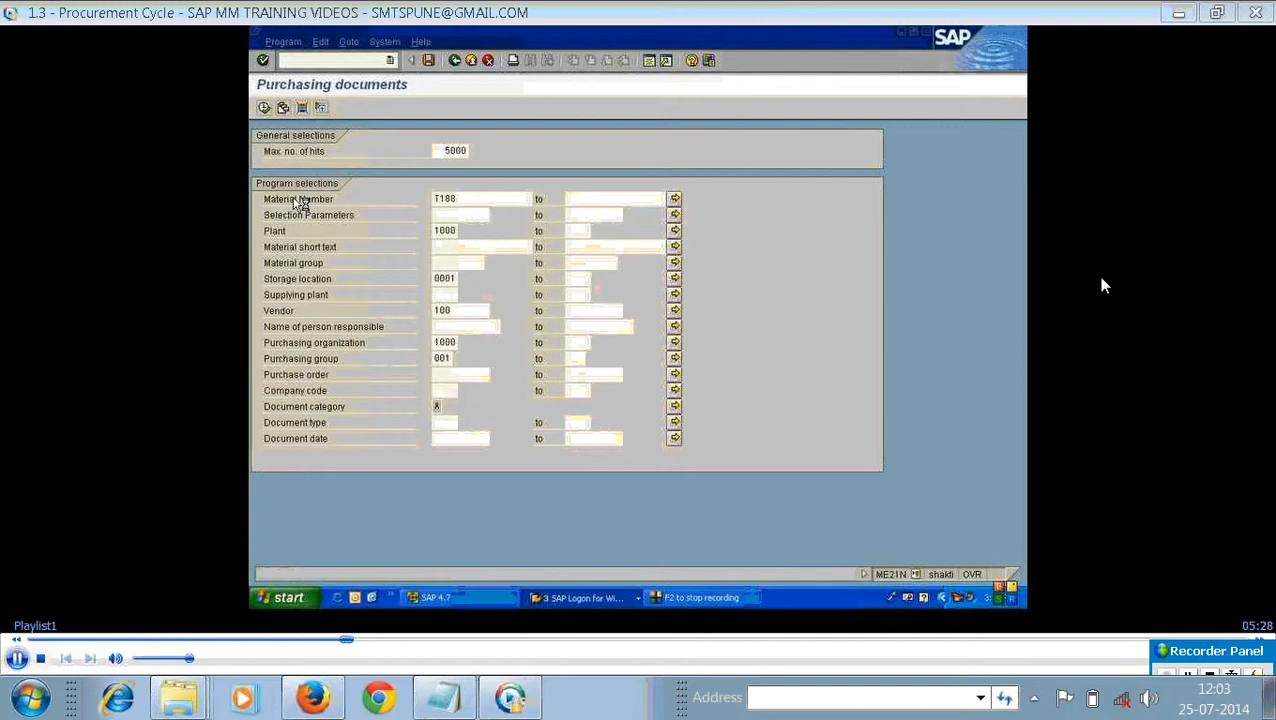 1.3 - Procurement Cycle - SAP MM TRAINING VIDEOS - SMTSPUNE@GMAIL.COM
Program Edit Goto System Help
SAP
Purchasing documents
General selections
Max. no. of hits 5000
Program selections
Material Number T188 to
Selection Parameters to
Plant 1000 to
Material short text to
Material group to
Storage location 0001 to
Supplying plant to
Vendor 100 to
Name of person responsible to
Purchasing organization 1000 to
Purchasing group 001 to
Purchase order to
Company code to
Document category A
Document type to
Document date to
ME21N shakti OVR
start SAP 4.7 3 SAP Logon for Wi... F2 to stop recording
Playlist1 05:28
Recorder Panel
Address 12:03
25-07-2014